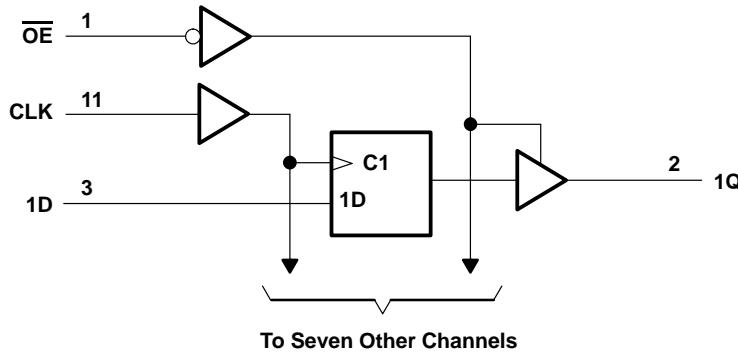 OE 1
CLK 11
C1
1D 3 1D 2 1Q
To Seven Other Channels